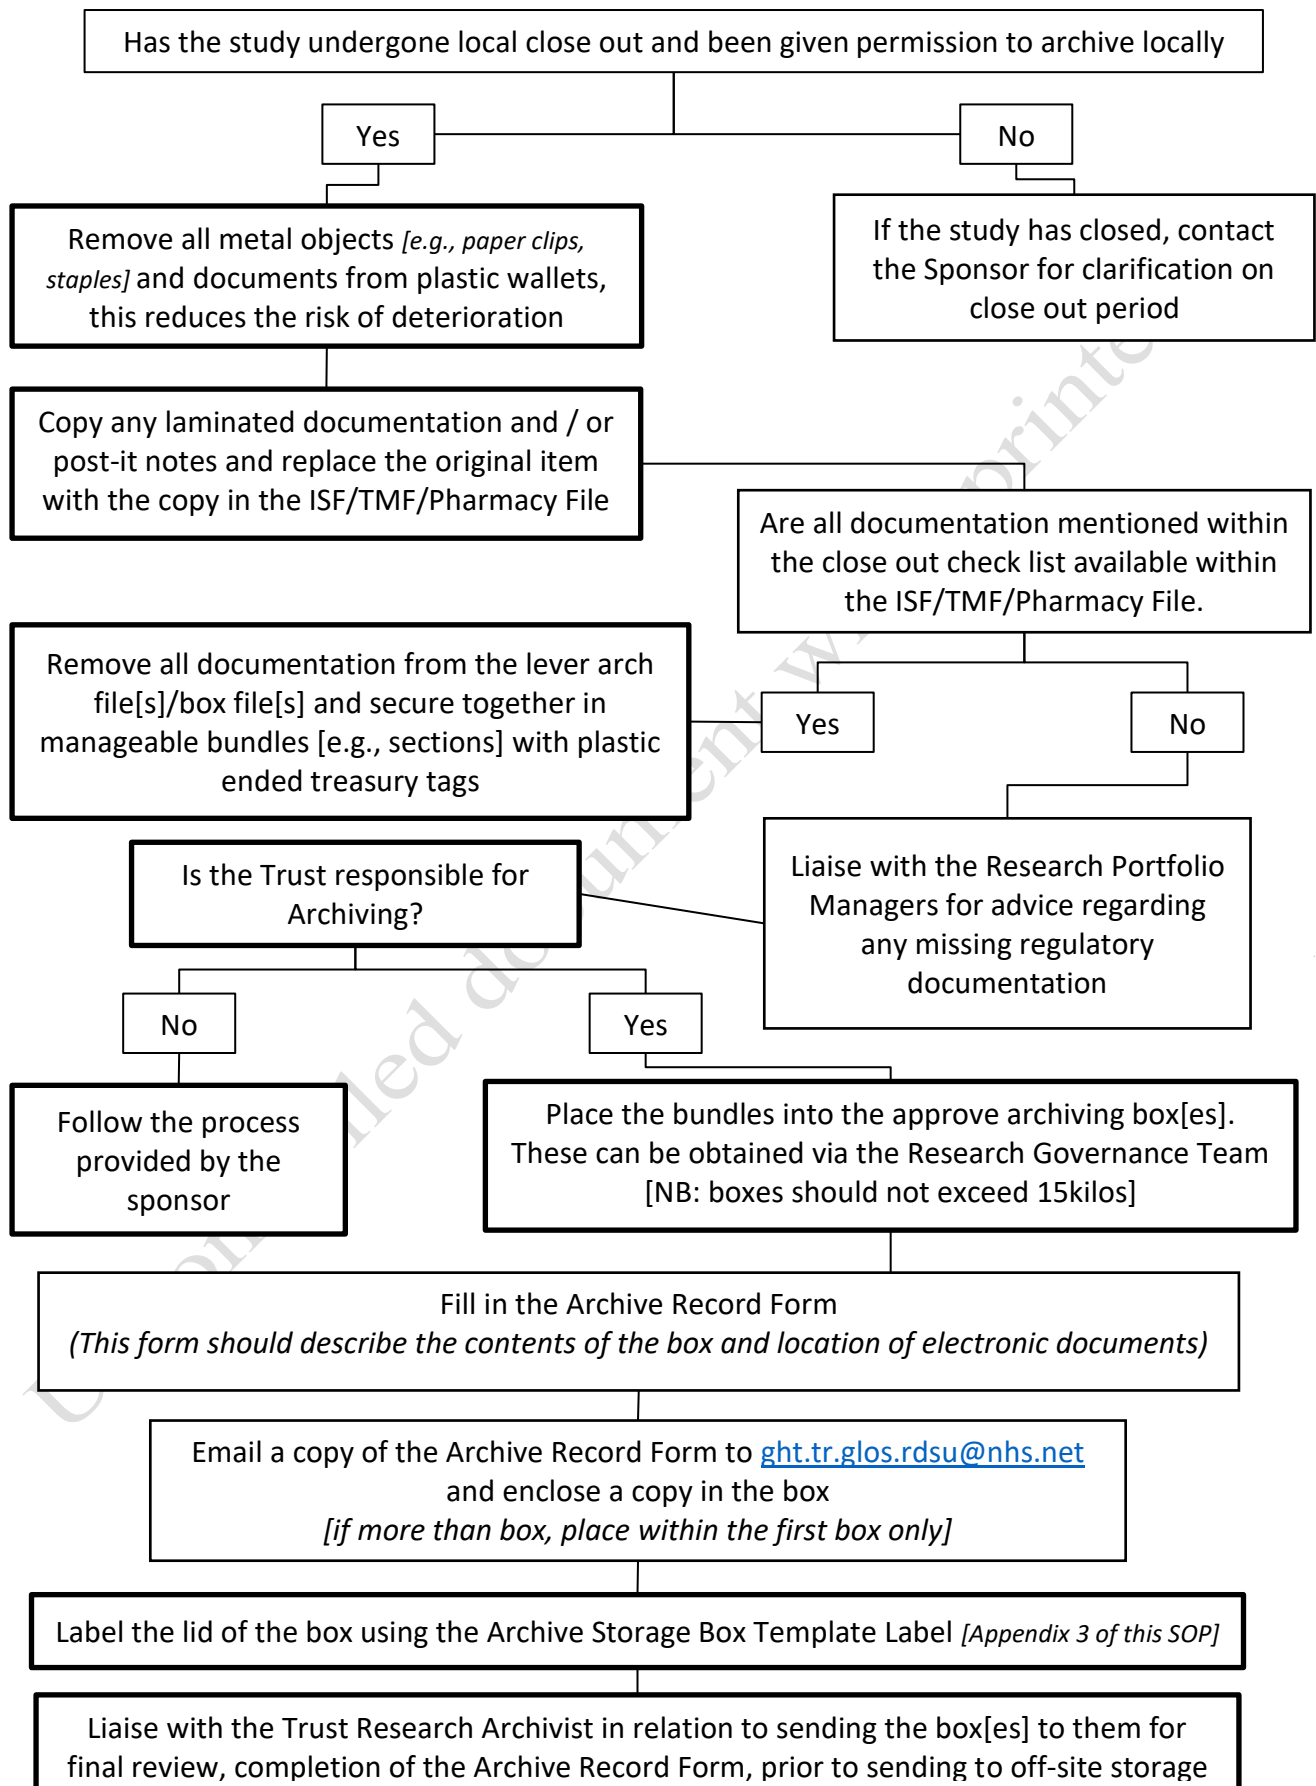 Has the study undergone local close out and been given permission to archive locally
Yes
No
Remove all metal objects [e.g., paper clips,
staples] and documents from plastic wallets,
this reduces the risk of deterioration
If the study has closed, contact
the Sponsor for clarification on
close out period
Copy any laminated documentation and / or
post-it notes and replace the original item
with the copy in the ISF/TMF/Pharmacy File
Are all documentation mentioned within
the close out check list available within
the ISF/TMF/Pharmacy File.
Remove all documentation from the lever arch
file[s]/box file[s] and secure together in
manageable bundles [e.g., sections] with plastic
ended treasury tags
Yes
No
Is the Trust responsible for
Archiving?
Liaise with the Research Portfolio
Managers for advice regarding
any missing regulatory
documentation
No
Yes
Follow the process
provided by the
sponsor
Place the bundles into the approve archiving box[es].
These can be obtained via the Research Governance Team
[NB: boxes should not exceed 15kilos]
Fill in the Archive Record Form
(This form should describe the contents of the box and location of electronic documents)
Email a copy of the Archive Record Form to ght.tr.glos.rdsu@nhs.net
and enclose a copy in the box
[if more than box, place within the first box only]
Label the lid of the box using the Archive Storage Box Template Label [Appendix 3 of this SOP]
Liaise with the Trust Research Archivist in relation to sending the box[es] to them for
final review, completion of the Archive Record Form, prior to sending to off-site storage